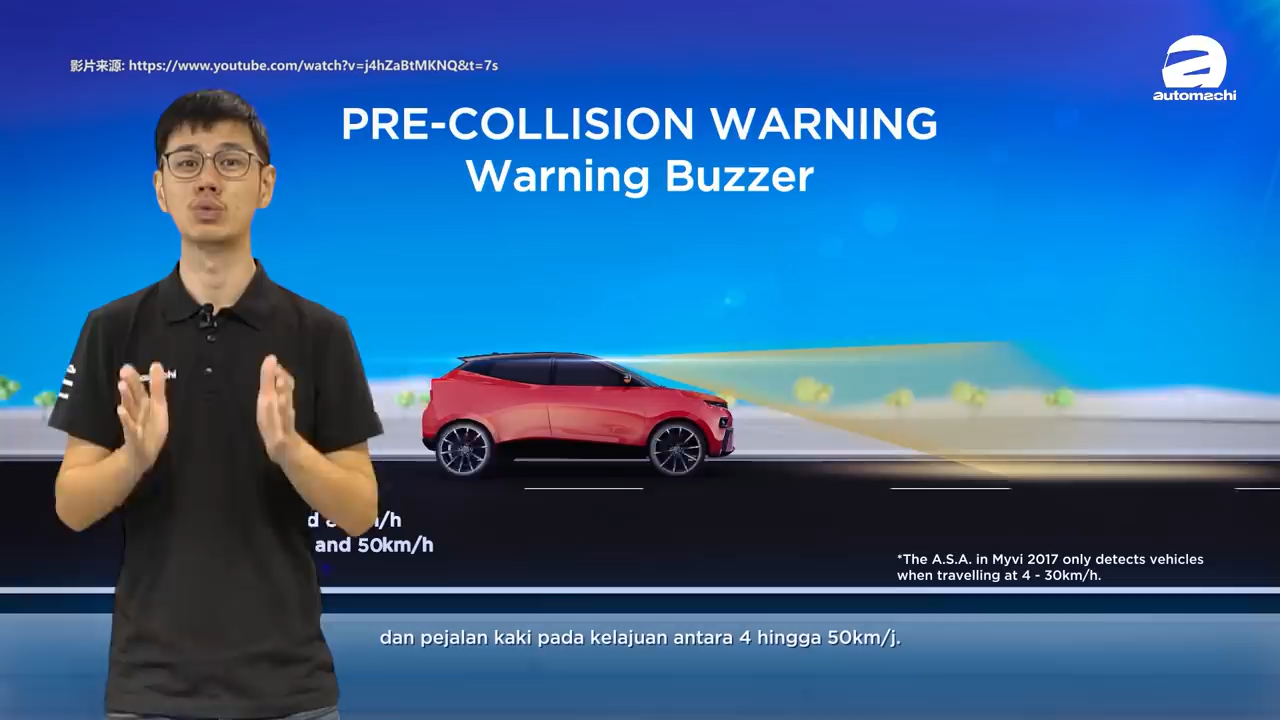 影片来源: https://www.youtube.com/watch?v=j4hZaBtMKNQ&t=7s
automachi
PRE-COLLISION WARNING
Warning Buzzer
and 50km/h
*The A.S.A. in Myvi 2017 only detects vehicles
when travelling at 4 - 30km/h.
dan pejalan kaki pada kelajuan antara 4 hingga 50km/j.